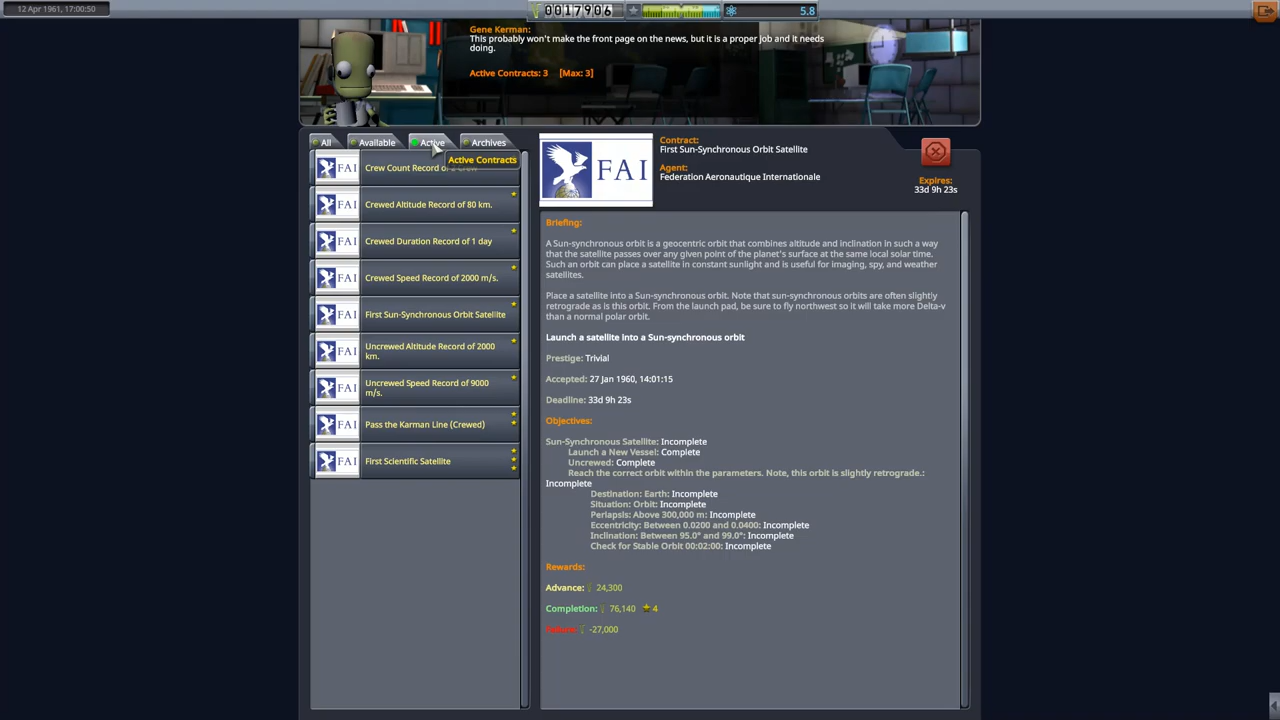 12 Apr 1961, 17:00:50
0017906
5.8
Gene Kerman:
This probably won't make the front page on the news, but it is a proper job and it needs
doing.
Active Contracts: 3 [Max: 3]
All
Available
Active
Archives
Active Contracts
FAI
Crew Count Record of
FAI
Crewed Altitude Record of 80 km.
FAI
Crewed Duration Record of 1 day
FAI
Crewed Speed Record of 2000 m/s.
FAI
First Sun-Synchronous Orbit Satellite
FAI
Uncrewed Altitude Record of 2000
km.
FAI
Uncrewed Speed Record of 9000
m/s.
FAI
Pass the Karman Line (Crewed)
FAI
First Scientific Satellite
FAI
Contract:
First Sun-Synchronous Orbit Satellite
Agent:
Federation Aeronautique Internationale
Expires:
33d 9h 23s
Briefing:
A Sun-synchronous orbit is a geocentric orbit that combines altitude and inclination in such a way
that the satellite passes over any given point of the planet's surface at the same local solar time.
Such an orbit can place a satellite in constant sunlight and is useful for imaging, spy, and weather
satellites.
Place a satellite into a Sun-synchronous orbit. Note that sun-synchronous orbits are often slightly
retrograde as is this orbit. From the launch pad, be sure to fly northwest so it will take more Delta-v
than a normal polar orbit.
Launch a satellite into a Sun-synchronous orbit
Prestige: Trivial
Accepted: 27 Jan 1960, 14:01:15
Deadline: 33d 9h 23s
Objectives:
Sun-Synchronous Satellite: Incomplete
Launch a New Vessel: Complete
Uncrewed: Complete
Reach the correct orbit within the parameters. Note, this orbit is slightly retrograde.:
Incomplete
Destination: Earth: Incomplete
Situation: Orbit: Incomplete
Periapsis: Above 300,000 m: Incomplete
Eccentricity: Between 0.0200 and 0.0400: Incomplete
Inclination: Between 95.0° and 99.0°: Incomplete
Check for Stable Orbit 00:02:00: Incomplete
Rewards:
Advance: 24,300
Completion: 76,140 4
Failure: -27,000